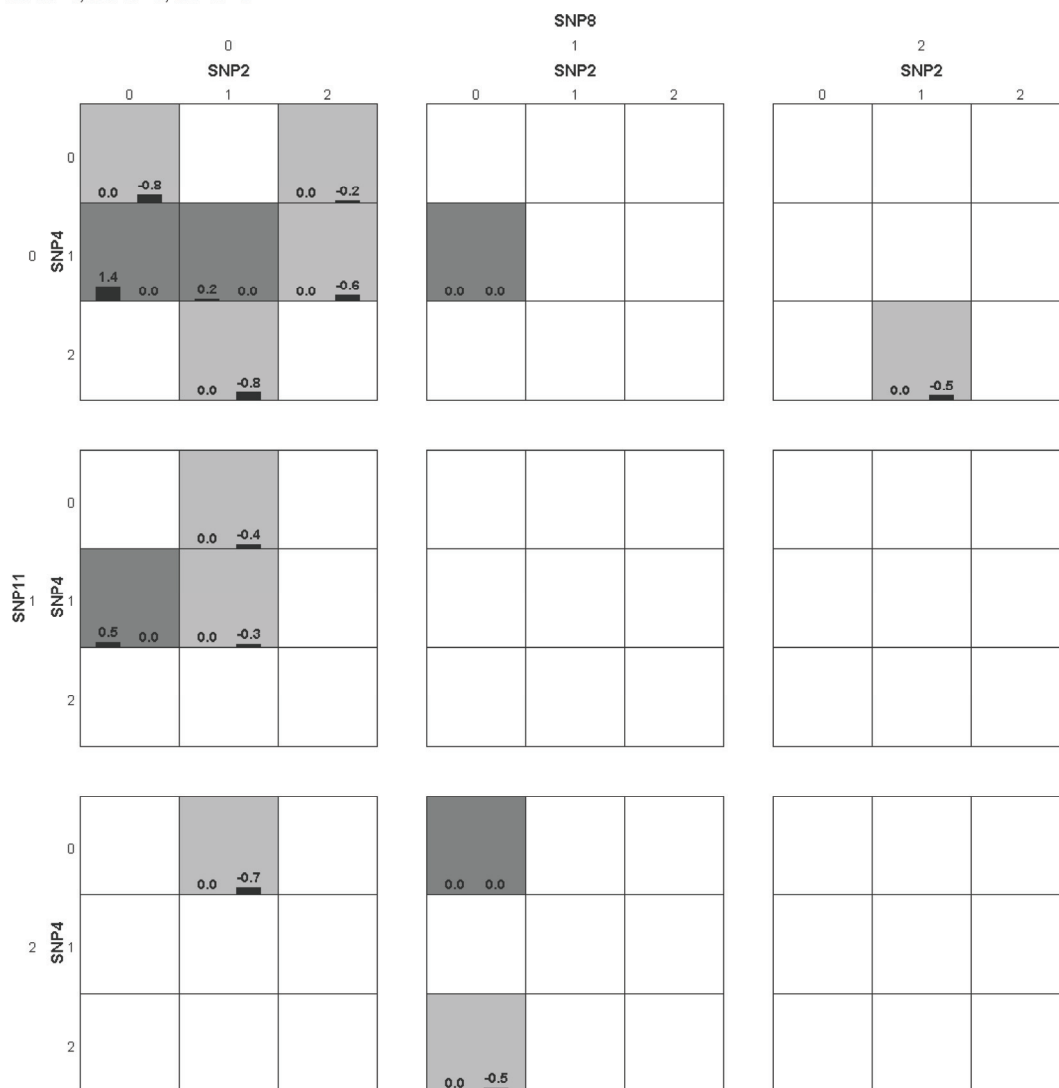 SNP8
0 1 2
SNP2 SNP2 SNP2
0 1 2 0 1 2 0 1 2
0
0.0 -0.8 0.0 -0.2
0 SNP4 1
1.4 0.0 0.2 0.0 0.0 -0.6 0.0 0.0
2
0.0 -0.8 0.0 -0.5
0
0.0 -0.4
SNP11 1 SNP4 1
0.5 0.0 0.0 -0.3
2
0
0.0 -0.7 0.0 0.0
2 SNP4 1
2
0.0 -0.5